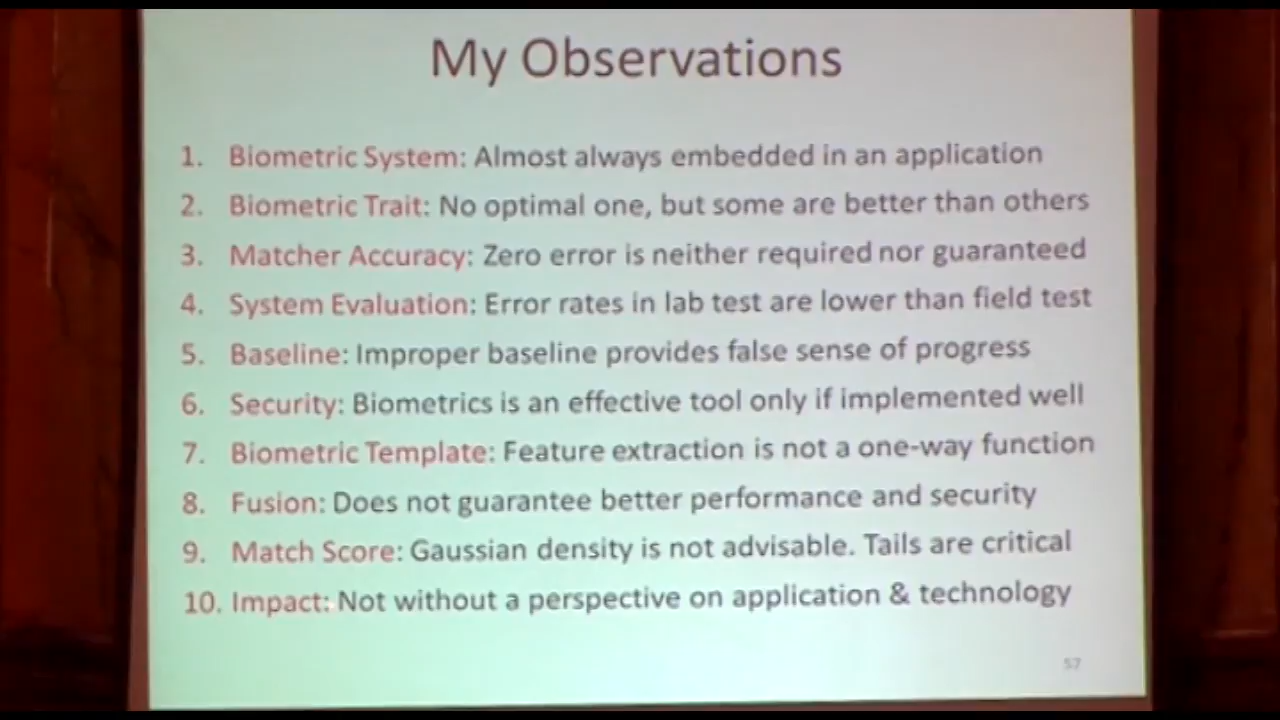 My Observations
1. Biometric System: Almost always embedded in an application
2. Biometric Trait: No optimal one, but some are better than others
3. Matcher Accuracy: Zero error is neither required nor guaranteed
4. System Evaluation: Error rates in lab test are lower than field test
5. Baseline: Improper baseline provides false sense of progress
6. Security: Biometrics is an effective tool only if implemented well
7. Biometric Template: Feature extraction is not a one-way function
8. Fusion: Does not guarantee better performance and security
9. Match Score: Gaussian density is not advisable. Tails are critical
10. Impact: Not without a perspective on application & technology
57